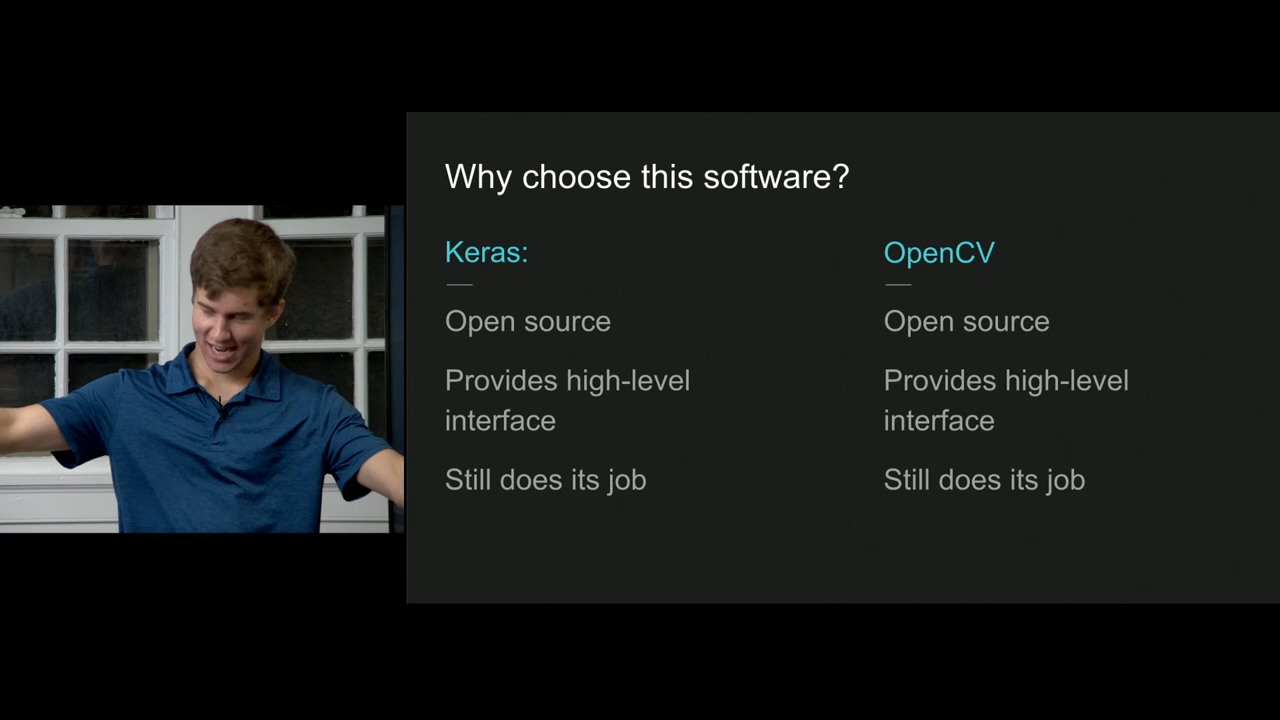 Why choose this software?
Keras:
Open source
Provides high-level
interface
Still does its job
OpenCV
Open source
Provides high-level
interface
Still does its job